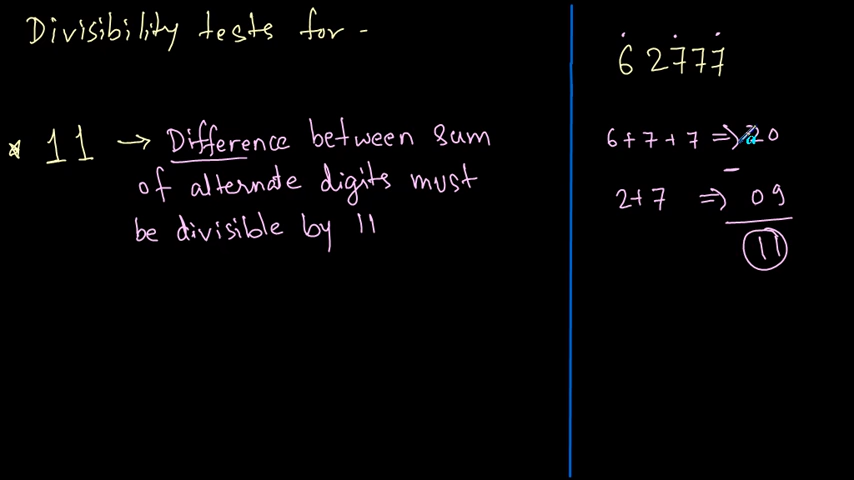 Divisibility tests for -
* 11 → Difference between sum
of alternate digits must
be divisible by 11
62777
6+7+7 ⇒ 20
-
2+7 ⇒ 09
11